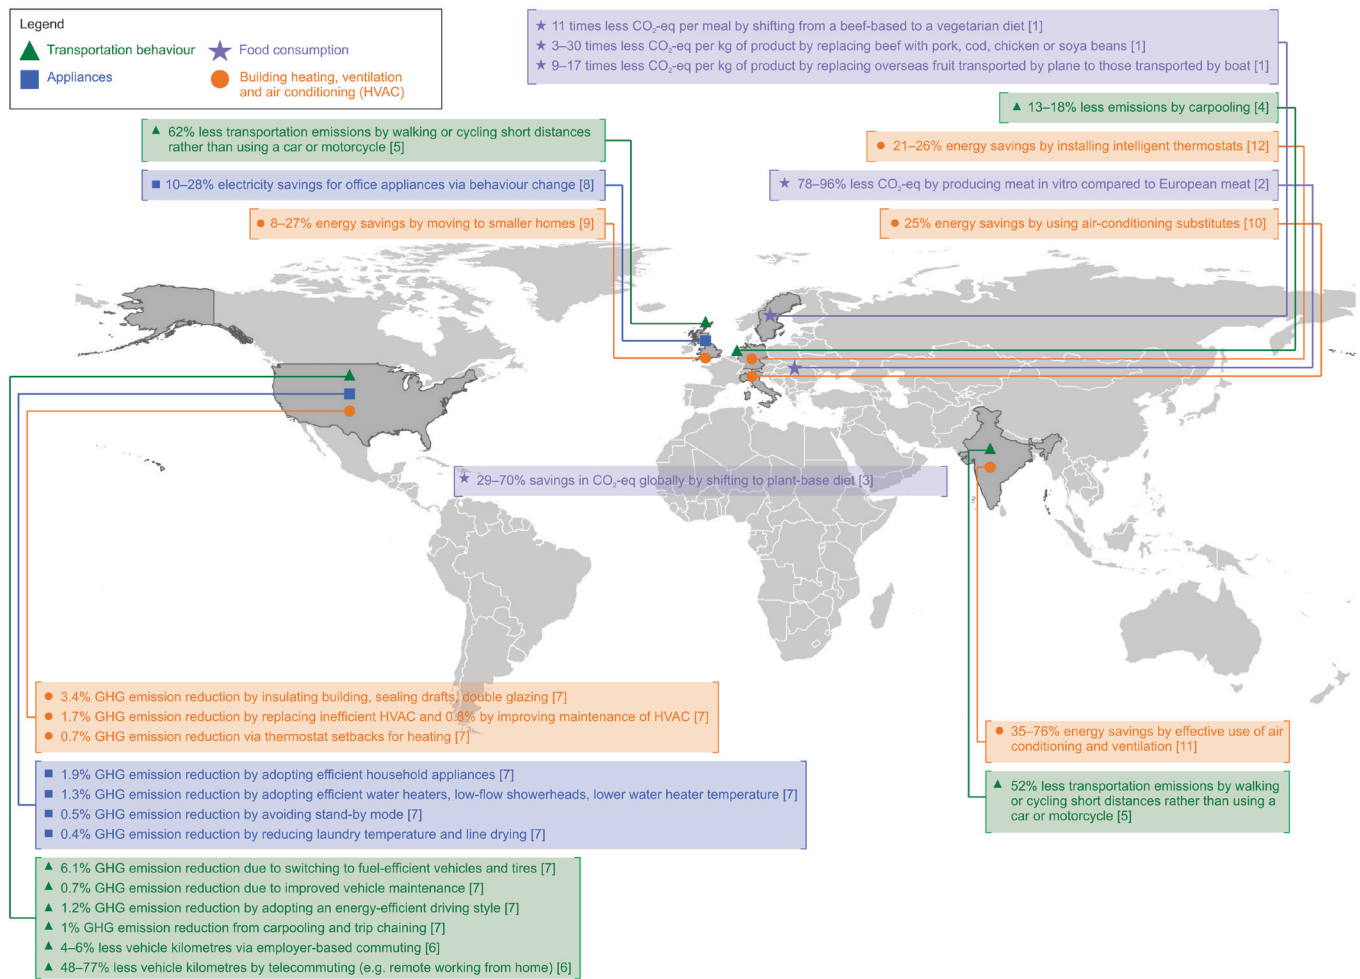 Legend
Transportation behaviour
Food consumption
Appliances
Building heating, ventilation
and air conditioning (HVAC)
11 times less CO₂-eq per meal by shifting from a beef-based to a vegetarian diet [1]
3–30 times less CO₂-eq per kg of product by replacing beef with pork, cod, chicken or soya beans [1]
9–17 times less CO₂-eq per kg of product by replacing overseas fruit transported by plane to those transported by boat [1]
13–18% less emissions by carpooling [4]
62% less transportation emissions by walking or cycling short distances
rather than using a car or motorcycle [5]
21–26% energy savings by installing intelligent thermostats [12]
10–28% electricity savings for office appliances via behaviour change [8]
78–96% less CO₂-eq by producing meat in vitro compared to European meat [2]
8–27% energy savings by moving to smaller homes [9]
25% energy savings by using air-conditioning substitutes [10]
29–70% savings in CO₂-eq globally by shifting to plant-base diet [3]
3.4% GHG emission reduction by insulating building, sealing drafts, double glazing [7]
1.7% GHG emission reduction by replacing inefficient HVAC and 0.8% by improving maintenance of HVAC [7]
0.7% GHG emission reduction via thermostat setbacks for heating [7]
35–76% energy savings by effective use of air
conditioning and ventilation [11]
1.9% GHG emission reduction by adopting efficient household appliances [7]
1.3% GHG emission reduction by adopting efficient water heaters, low-flow showerheads, lower water heater temperature [7]
0.5% GHG emission reduction by avoiding stand-by mode [7]
0.4% GHG emission reduction by reducing laundry temperature and line drying [7]
52% less transportation emissions by walking
or cycling short distances rather than using a
car or motorcycle [5]
6.1% GHG emission reduction due to switching to fuel-efficient vehicles and tires [7]
0.7% GHG emission reduction due to improved vehicle maintenance [7]
1.2% GHG emission reduction by adopting an energy-efficient driving style [7]
1% GHG emission reduction from carpooling and trip chaining [7]
4–6% less vehicle kilometres via employer-based commuting [6]
48–77% less vehicle kilometres by telecommuting (e.g. remote working from home) [6]